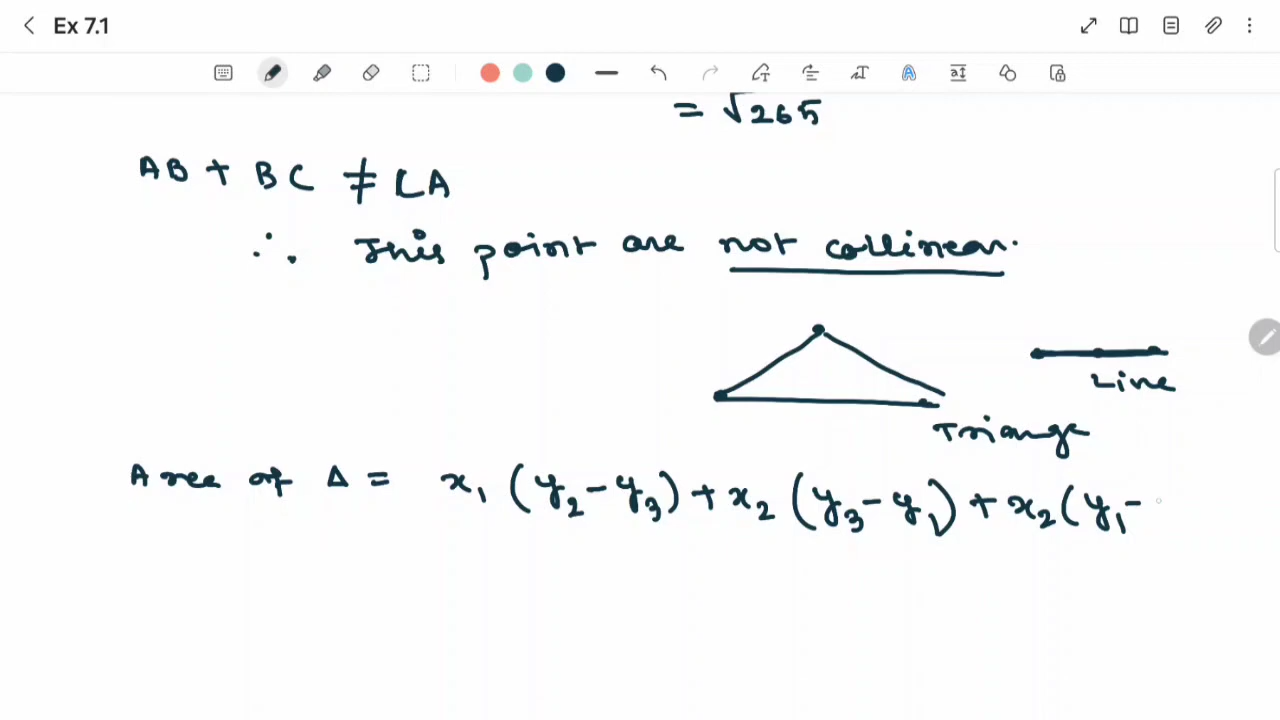 Ex 7.1
= √265
AB + BC ≠ CA
∴ This point are not collinear.
Line
Triange
Area of Δ = x₁ (y₂ - y₃) + x₂ (y₃ - y₁) + x₂ (y₁ -